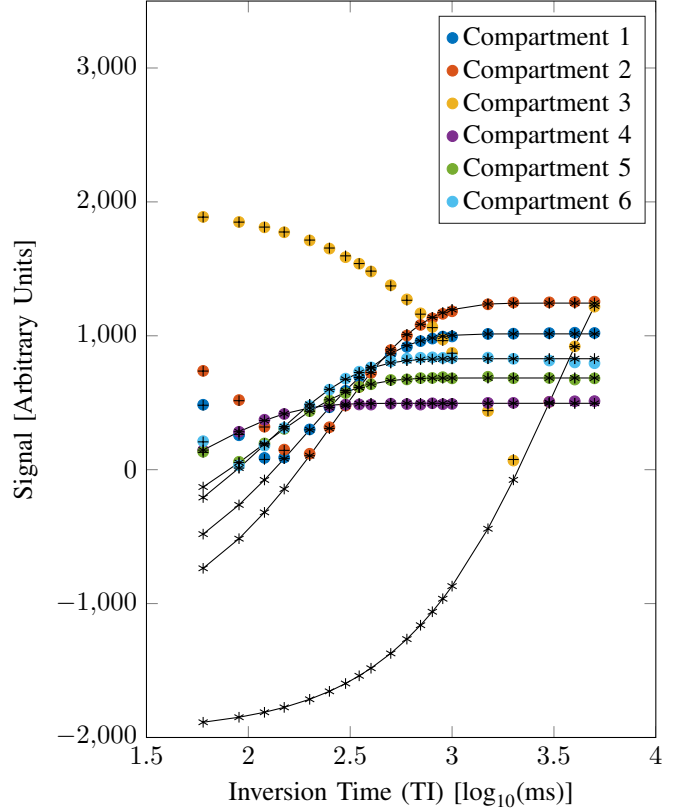 Compartment 1
Compartment 2
Compartment 3
Compartment 4
Compartment 5
Compartment 6
3,000
2,000
1,000
0
−1,000
−2,000
Signal [Arbitrary Units]
1.5 2 2.5 3 3.5 4
Inversion Time (TI) [log10(ms)]